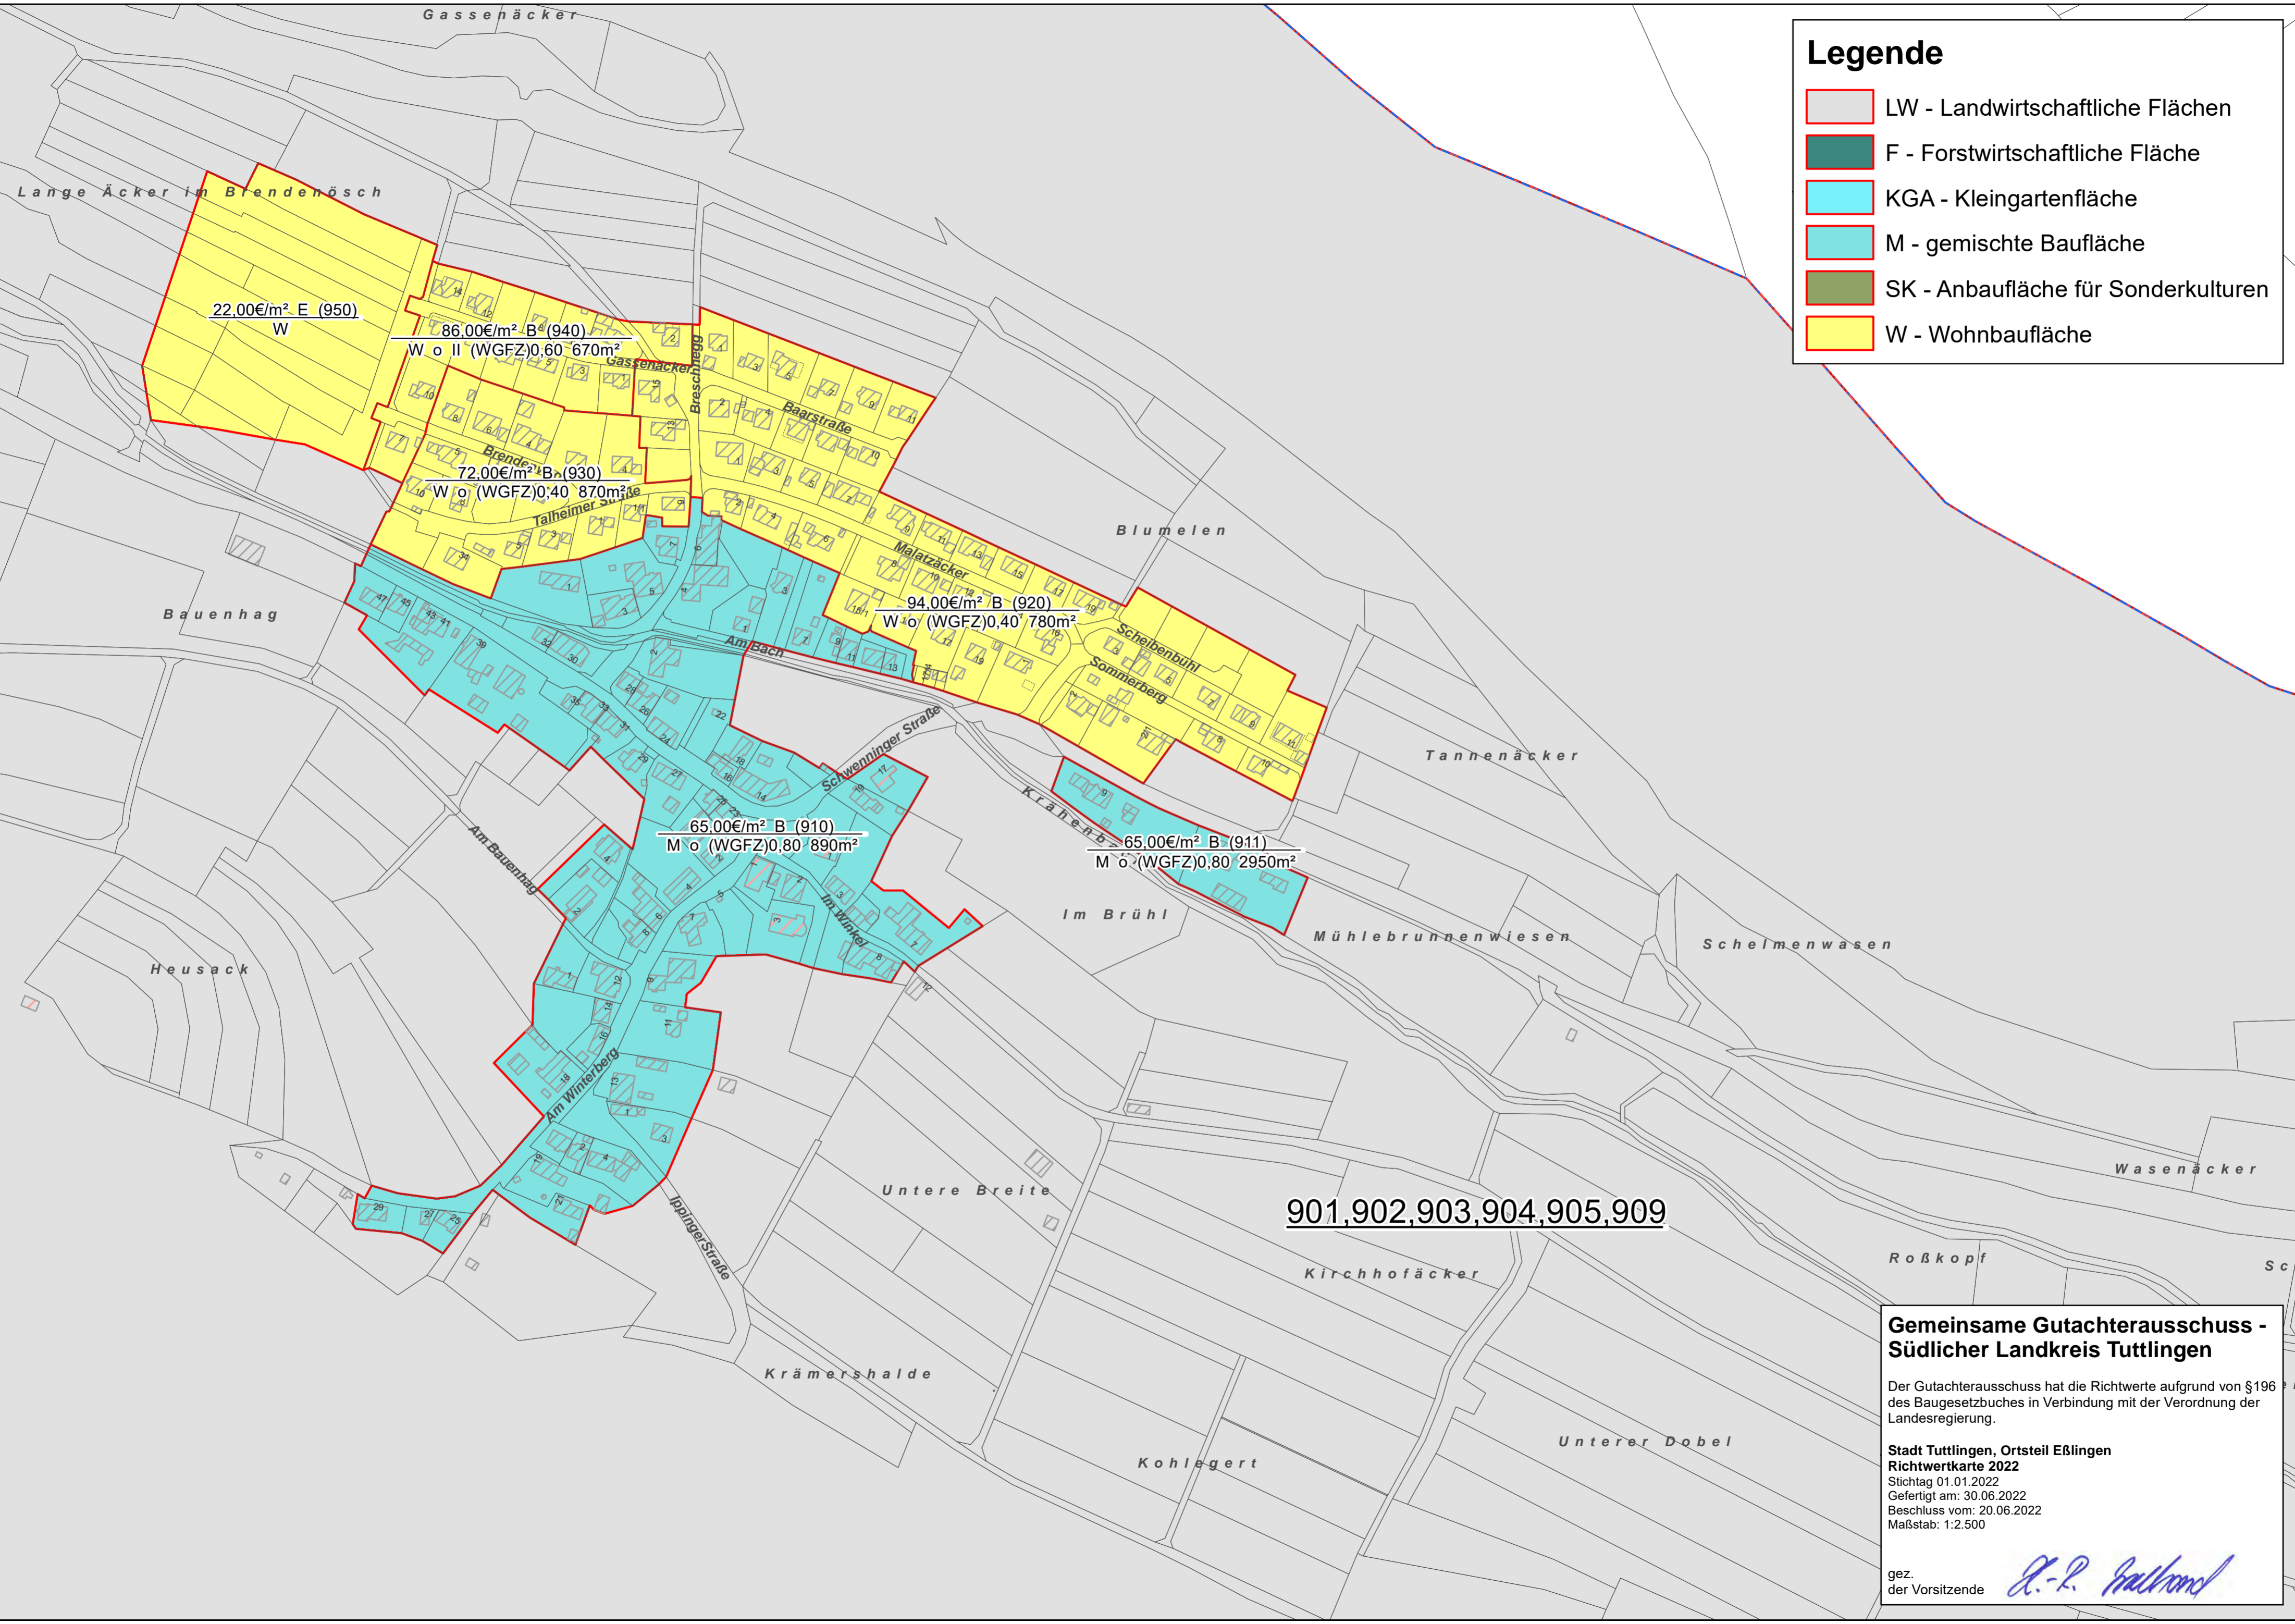 Gassenäcker
Legende
LW - Landwirtschaftliche Flächen
F - Forstwirtschaftliche Fläche
KGA - Kleingartenfläche
M - gemischte Baufläche
SK - Anbaufläche für Sonderkulturen
W - Wohnbaufläche
Lange Äcker im Brendenösch
22,00€/m² E (950)
W
86,00€/m² B (940)
W o II (WGFZ)0,60 670m²
Gassenäcker
Breschnegg
Baarstraße
72,00€/m² B (930)
W o (WGFZ)0,40 870m²
Talheimer Straße
Malatzäcker
Blumelen
Bauenhag
94,00€/m² B (920)
W o (WGFZ)0,40 780m²
Am Bach
Scheibenbühl
Sommerberg
Schwenninger Straße
Tannenäcker
65,00€/m² B (910)
M o (WGFZ)0,80 890m²
65,00€/m² B (911)
M o (WGFZ)0,80 2950m²
Am Bauenhag
Im Winkel
Im Brühl
Mühlebrunnenwiesen
Schelmenwasen
Heusack
Am Winterberg
Wasenäcker
Untere Breite
901,902,903,904,905,909
Ippinger Straße
Roßkopf
Kirchhofäcker
Krämershalde
Unterer Dobel
Kohlegert
Gemeinsame Gutachterausschuss -
Südlicher Landkreis Tuttlingen
Der Gutachterausschuss hat die Richtwerte aufgrund von §196
des Baugesetzbuches in Verbindung mit der Verordnung der
Landesregierung.
Stadt Tuttlingen, Ortsteil Eßlingen
Richtwertkarte 2022
Stichtag 01.01.2022
Gefertigt am: 30.06.2022
Beschluss vom: 20.06.2022
Maßstab: 1:2.500
gez.
der Vorsitzende